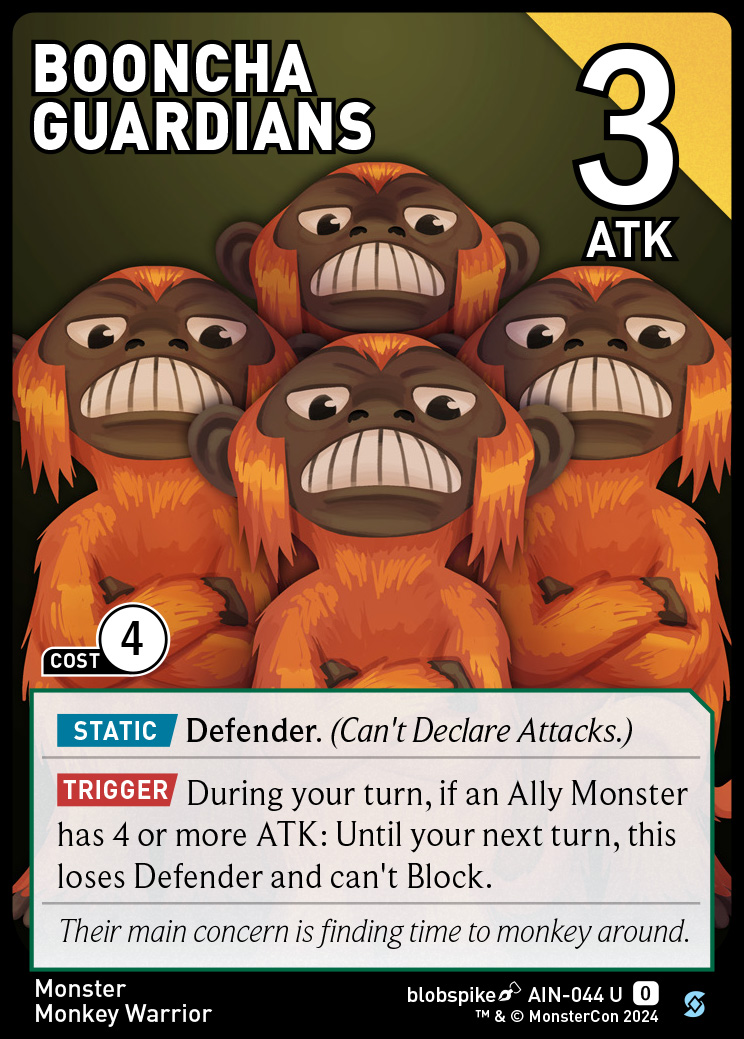 BOONCHA
GUARDIANS
3
ATK
COST 4
STATIC Defender. (Can't Declare Attacks.)
TRIGGER During your turn, if an Ally Monster
has 4 or more ATK: Until your next turn, this
loses Defender and can't Block.
Their main concern is finding time to monkey around.
Monster
Monkey Warrior
blobspike AIN-044 U 0
™ & © MonsterCon 2024